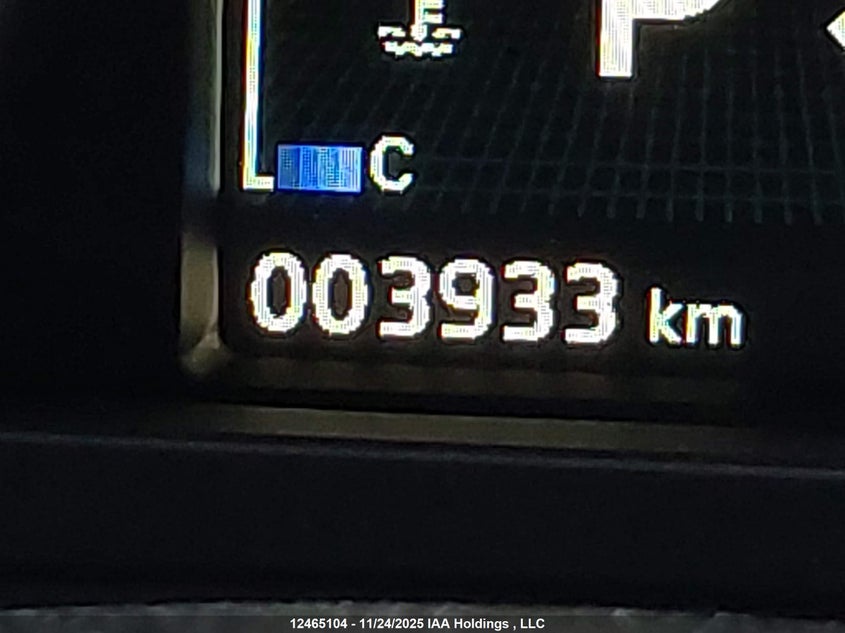 P
C
003933 km
12465104 - 11/24/2025 IAA Holdings , LLC